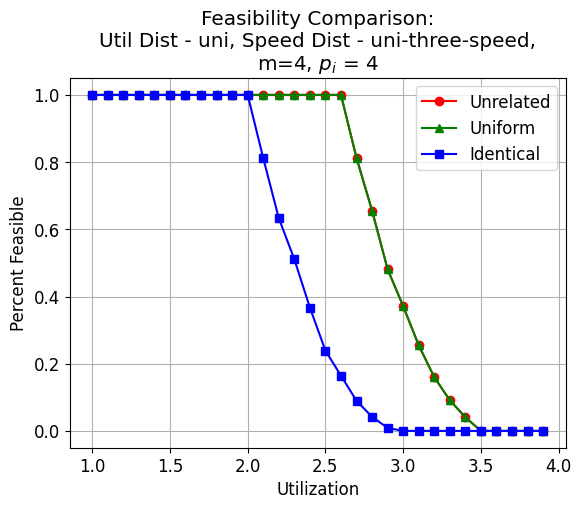 Feasibility Comparison:
Util Dist - uni, Speed Dist - uni-three-speed,
m=4, $p_i$ = 4
Unrelated
Uniform
Identical
Percent Feasible
1.0
0.8
0.6
0.4
0.2
0.0
1.0 1.5 2.0 2.5 3.0 3.5 4.0
Utilization